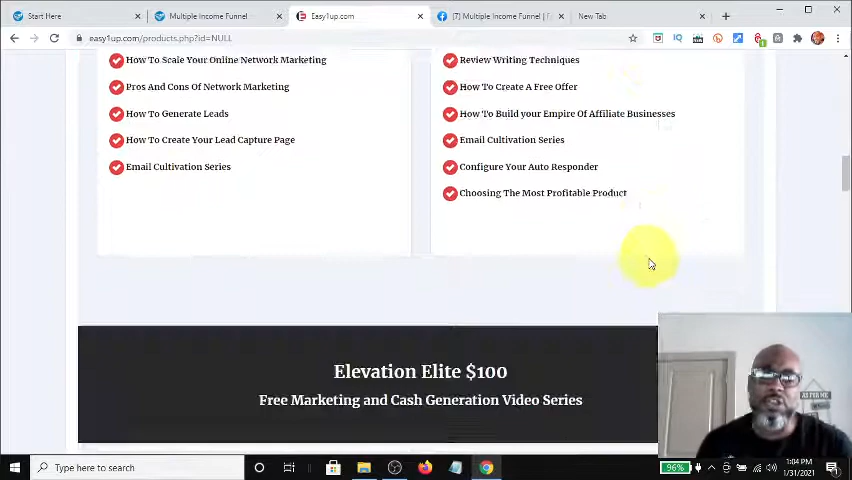 Start Here
Multiple Income Funnel
Easy1up.com
(7) Multiple Income Funnel | F
New Tab
easy1up.com/products.php?id=NULL
How To Scale Your Online Network Marketing
Pros And Cons Of Network Marketing
How To Generate Leads
How To Create Your Lead Capture Page
Email Cultivation Series
Review Writing Techniques
How To Create A Free Offer
How To Build your Empire Of Affiliate Businesses
Email Cultivation Series
Configure Your Auto Responder
Choosing The Most Profitable Product
Elevation Elite $100
Free Marketing and Cash Generation Video Series
AS FOR ME
Type here to search
96%
1:04 PM
1/31/2021